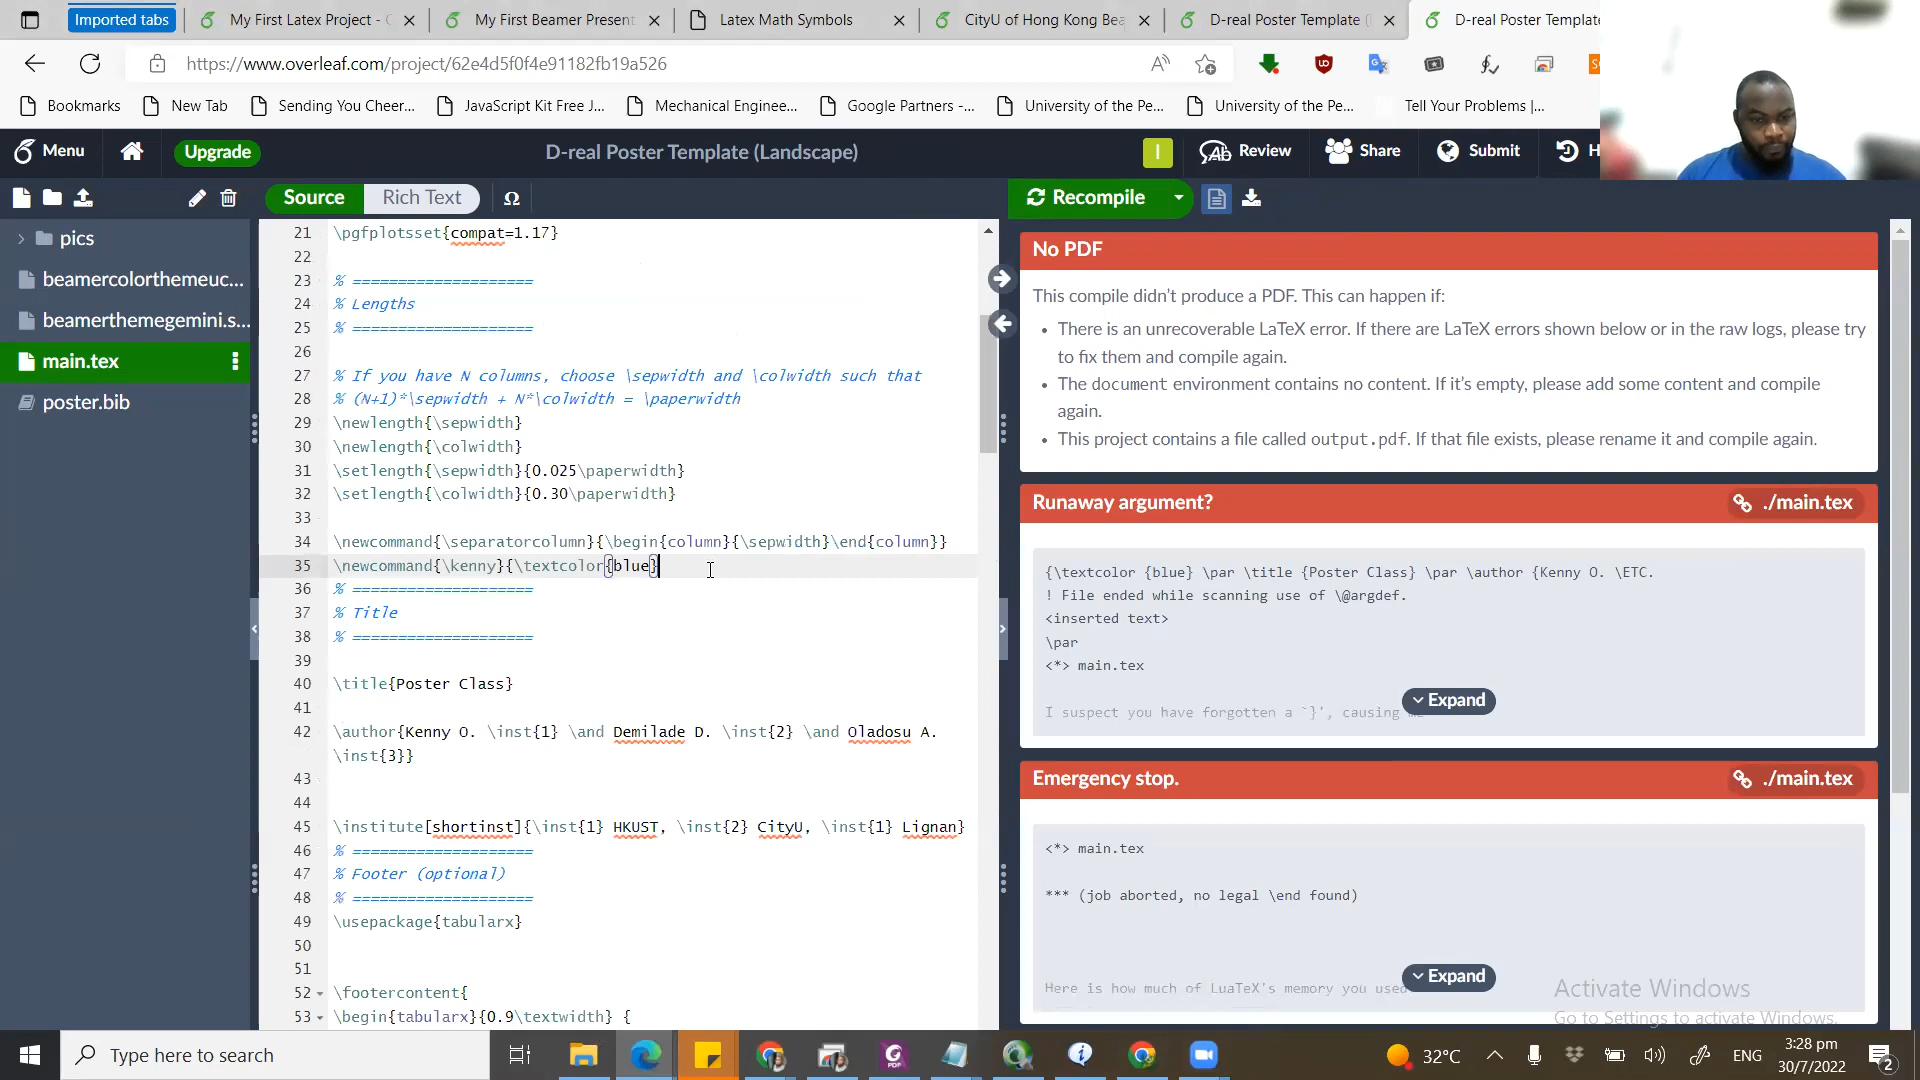 Imported tabs
My First Latex Project -
My First Beamer Present
Latex Math Symbols
CityU of Hong Kong Bea
D-real Poster Template (
D-real Poster Template
https://www.overleaf.com/project/62e4d5f0f4e91182fb19a526
Bookmarks
New Tab
Sending You Cheer...
JavaScript Kit Free J...
Mechanical Enginee...
Google Partners -...
University of the Pe...
University of the Pe...
Tell Your Problems |...
Menu
Upgrade
D-real Poster Template (Landscape)
I
Review
Share
Submit
H
Source
Rich Text
Ω
Recompile
pics
beamercolorthemeuc...
beamerthemegemini.s...
main.tex
poster.bib
21 \pgfplotsset{compat=1.17}
22
23 % ====================
24 % Lengths
25 % ====================
26
27 % If you have N columns, choose \sepwidth and \colwidth such that
28 % (N+1)*\sepwidth + N*\colwidth = \paperwidth
29 \newlength{\sepwidth}
30 \newlength{\colwidth}
31 \setlength{\sepwidth}{0.025\paperwidth}
32 \setlength{\colwidth}{0.30\paperwidth}
33
34 \newcommand{\separatorcolumn}{\begin{column}{\sepwidth}\end{column}}
35 \newcommand{\kenny}{\textcolor{blue}
36 % ====================
37 % Title
38 % ====================
39
40 \title{Poster Class}
41
42 \author{Kenny O. \inst{1} \and Demilade D. \inst{2} \and Oladosu A.
\inst{3}}
43
44
45 \institute[shortinst]{\inst{1} HKUST, \inst{2} CityU, \inst{1} Lignan}
46 % ====================
47 % Footer (optional)
48 % ====================
49 \usepackage{tabularx}
50
51
52 \footercontent{
53 \begin{tabularx}{0.9\textwidth} {
No PDF
This compile didn't produce a PDF. This can happen if:
• There is an unrecoverable LaTeX error. If there are LaTeX errors shown below or in the raw logs, please try
to fix them and compile again.
• The document environment contains no content. If it's empty, please add some content and compile
again.
• This project contains a file called output.pdf. If that file exists, please rename it and compile again.
Runaway argument?
./main.tex
{\textcolor {blue} \par \title {Poster Class} \par \author {Kenny O. \ETC.
! File ended while scanning use of \@argdef.
<inserted text>
\par
<*> main.tex
I suspect you have forgotten a `}', causing me
Expand
Emergency stop.
./main.tex
<*> main.tex
*** (job aborted, no legal \end found)
Here is how much of LuaTeX's memory you used
Expand
Activate Windows
Go to Settings to activate Windows.
Type here to search
32°C
ENG
3:28 pm
30/7/2022
2